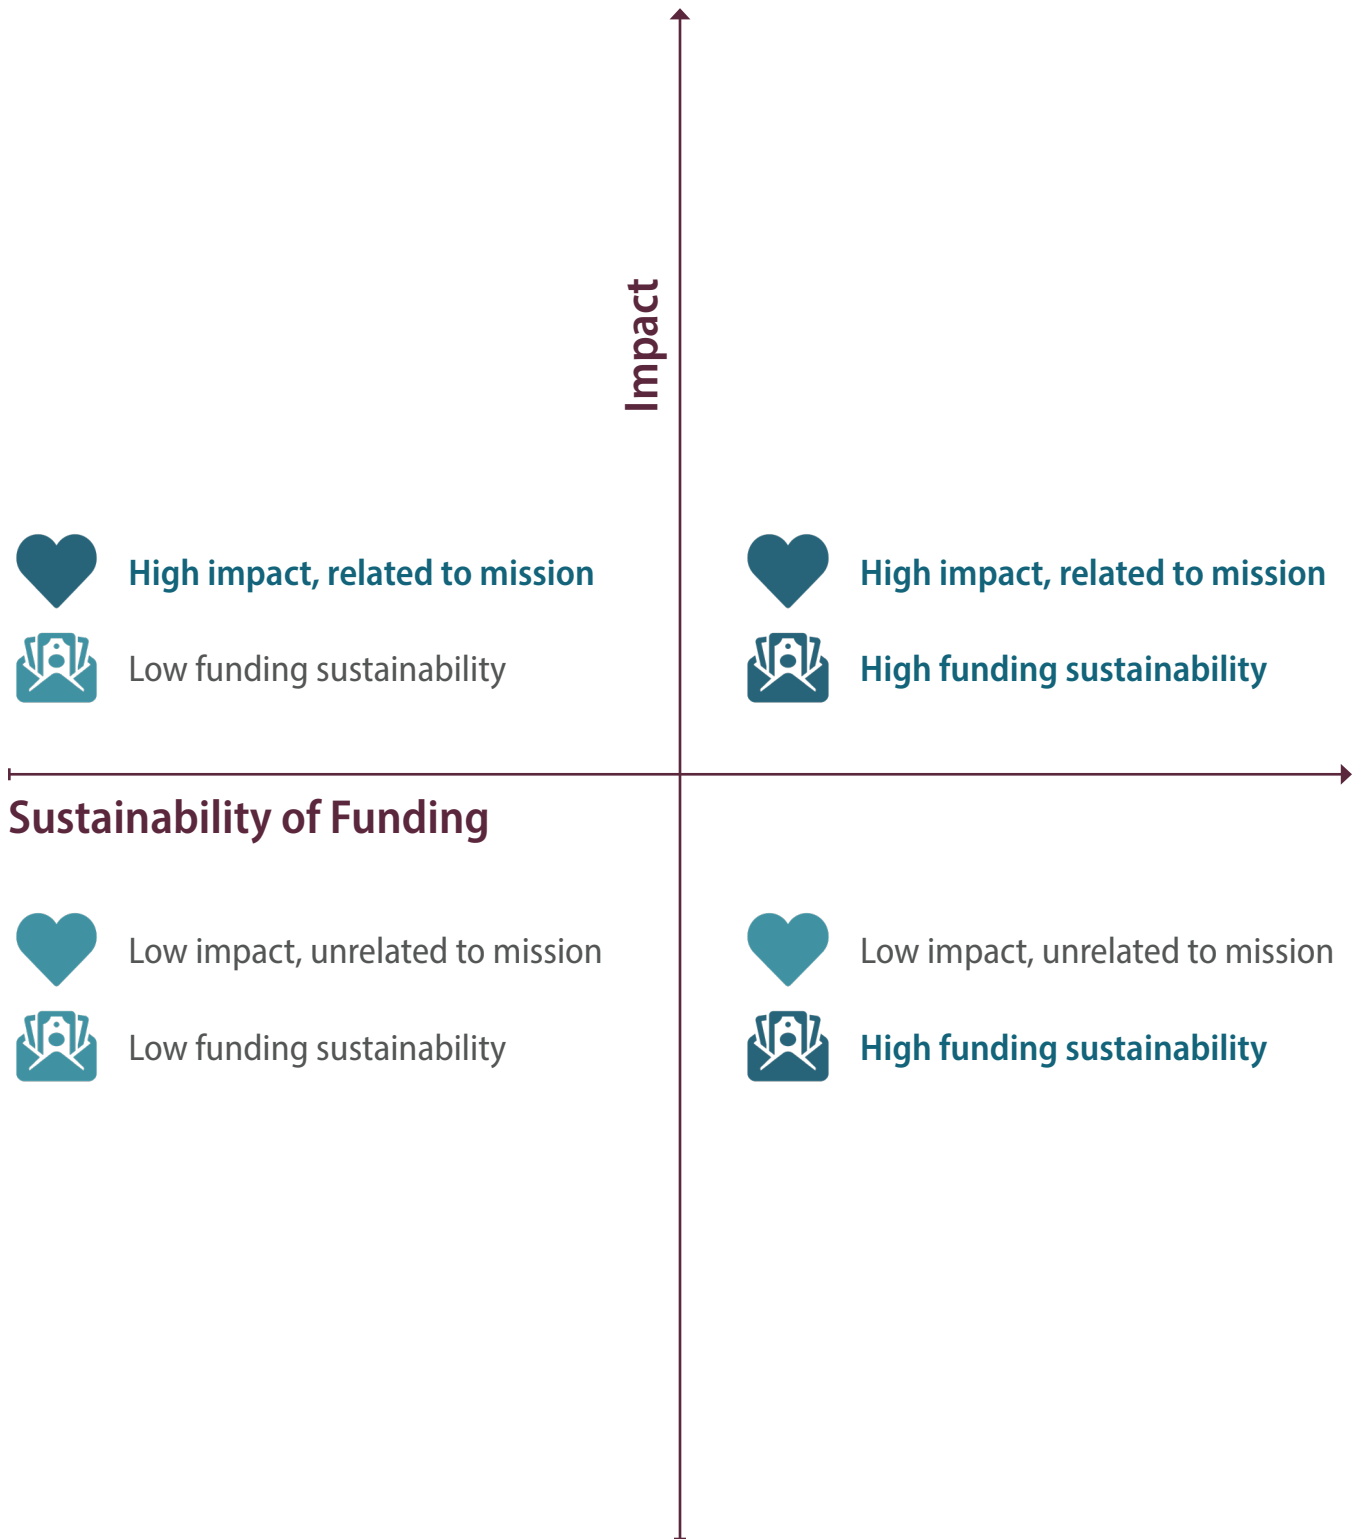 Impact
High impact, related to mission
Low funding sustainability
High impact, related to mission
High funding sustainability
Sustainability of Funding
Low impact, unrelated to mission
Low funding sustainability
Low impact, unrelated to mission
High funding sustainability